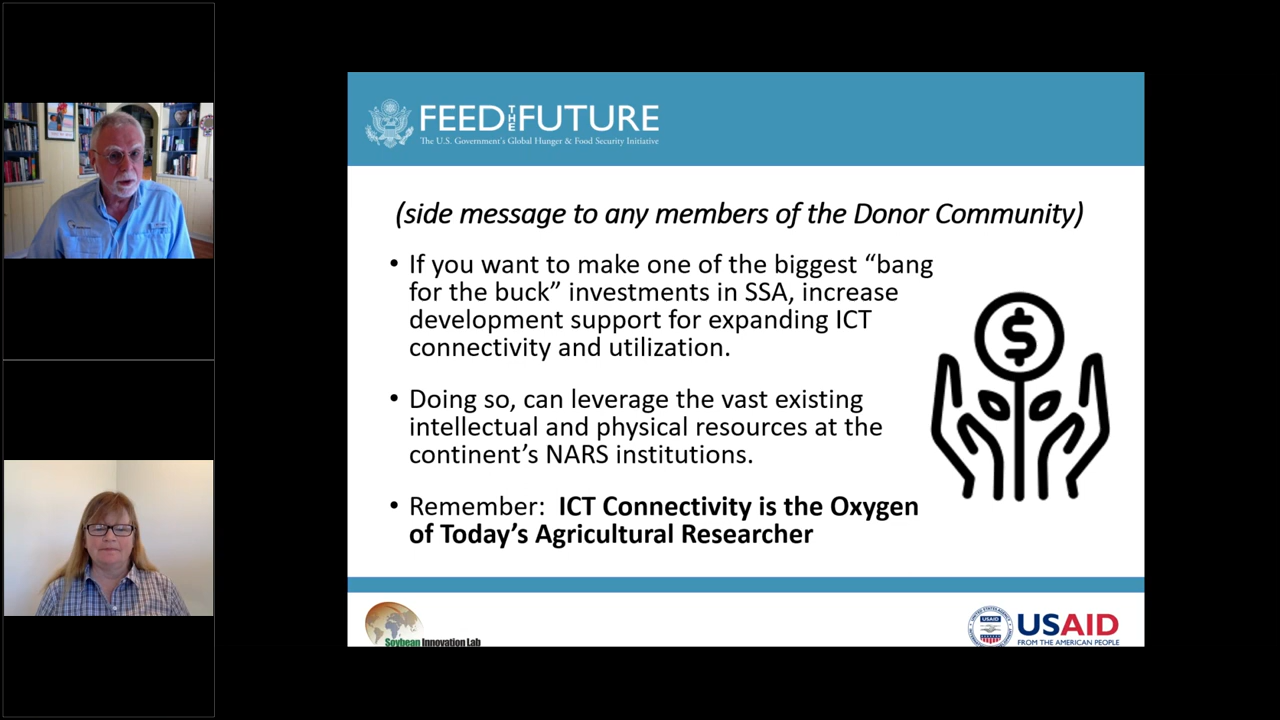 FEED THE FUTURE
The U.S. Government's Global Hunger & Food Security Initiative
(side message to any members of the Donor Community)
• If you want to make one of the biggest “bang
for the buck” investments in SSA, increase
development support for expanding ICT
connectivity and utilization.
• Doing so, can leverage the vast existing
intellectual and physical resources at the
continent’s NARS institutions.
• Remember: ICT Connectivity is the Oxygen
of Today’s Agricultural Researcher
$
Soybean Innovation Lab
USAID
USAID
FROM THE AMERICAN PEOPLE